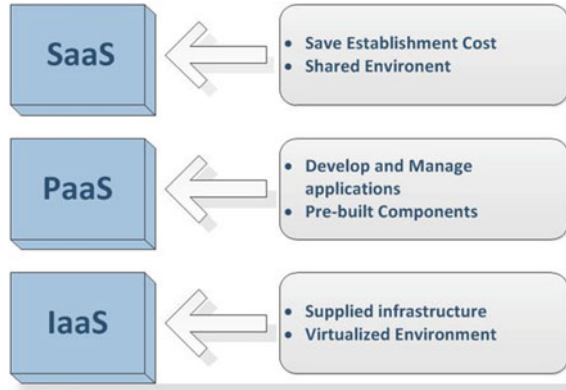 SaaS
• Save Establishment Cost
• Shared Environent
PaaS
• Develop and Manage
applications
• Pre-built Components
IaaS
• Supplied infrastructure
• Virtualized Environment